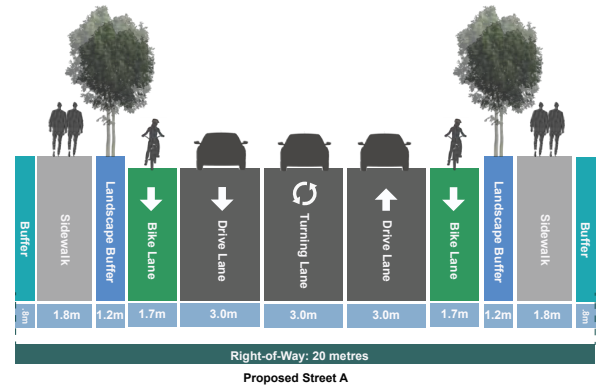 Buffer
Sidewalk
Landscape Buffer
Bike Lane
Drive Lane
Turning Lane
Drive Lane
Bike Lane
Landscape Buffer
Sidewalk
Buffer
.8m
1.8m
1.2m
1.7m
3.0m
3.0m
3.0m
1.7m
1.2m
1.8m
.8m
Right-of-Way: 20 metres
Proposed Street A